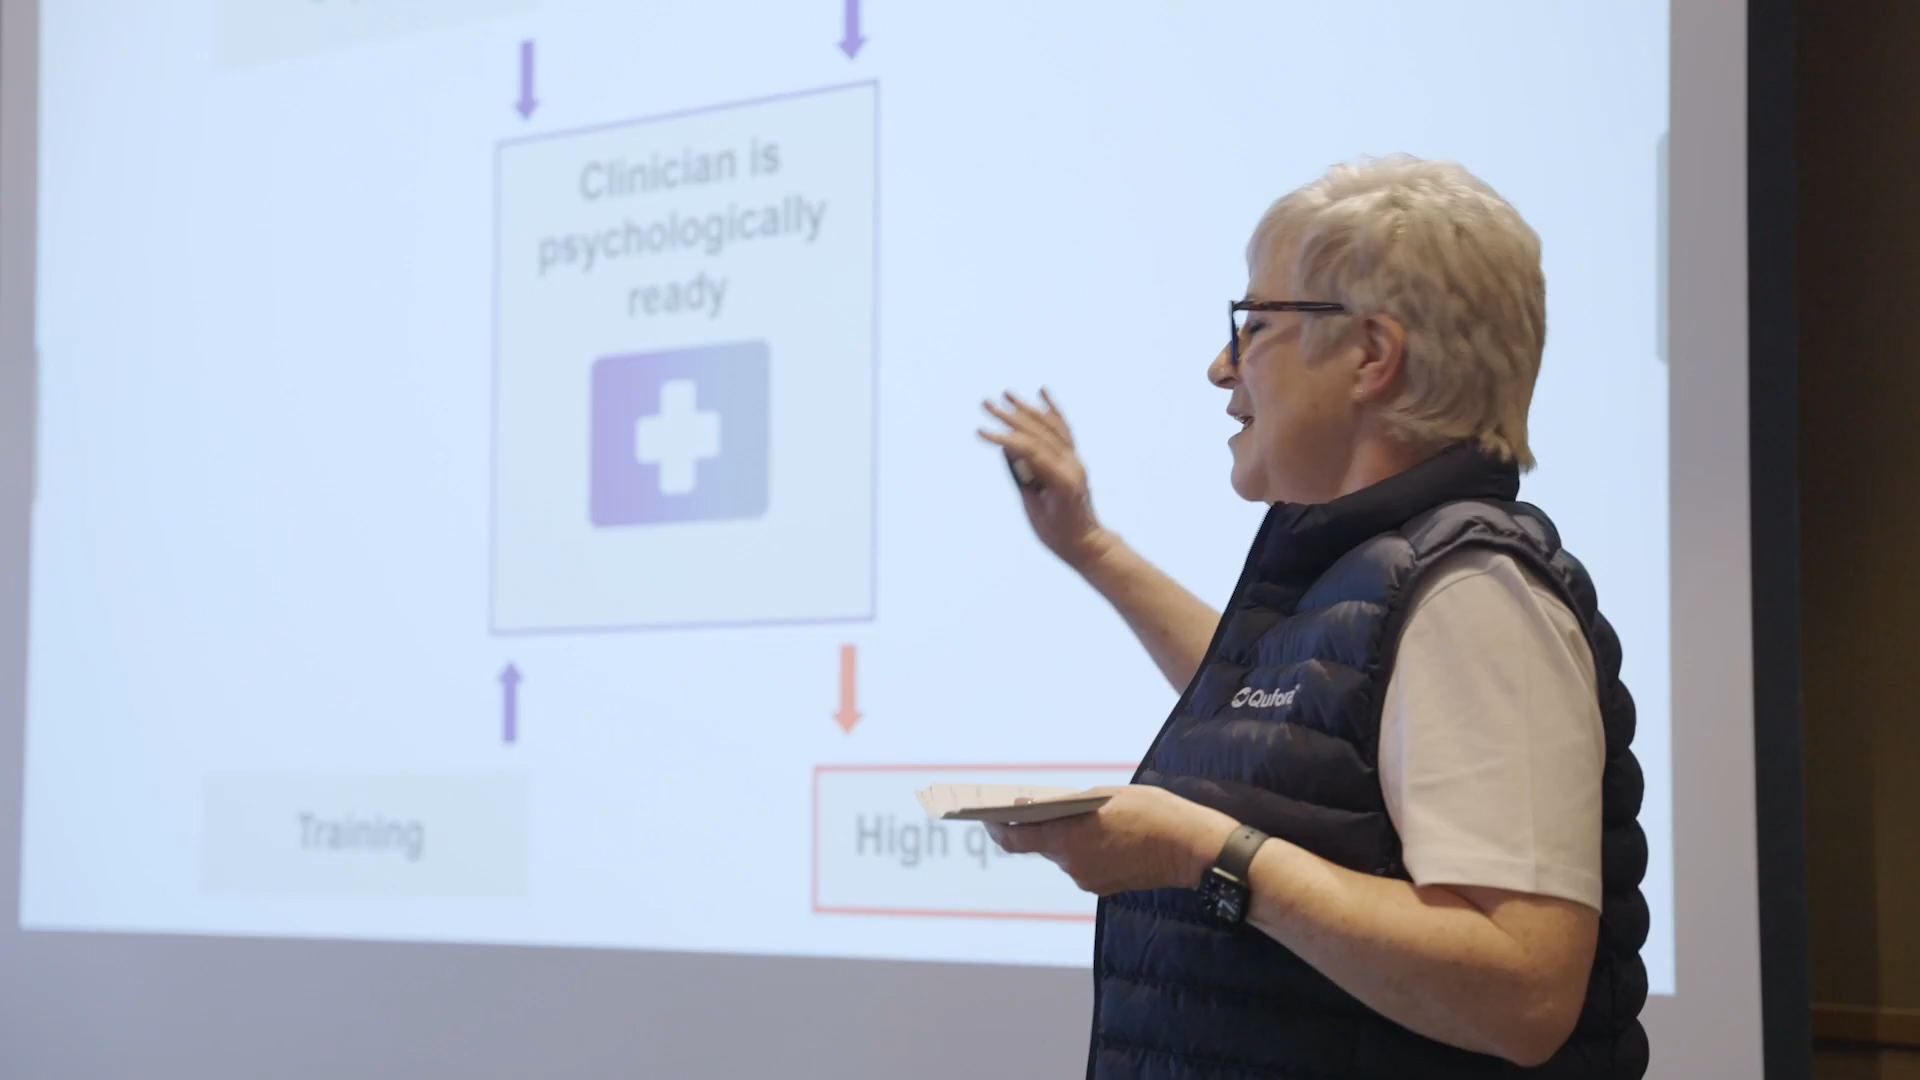 Clinician is
psychologically
ready
Qufora
Training
High qu